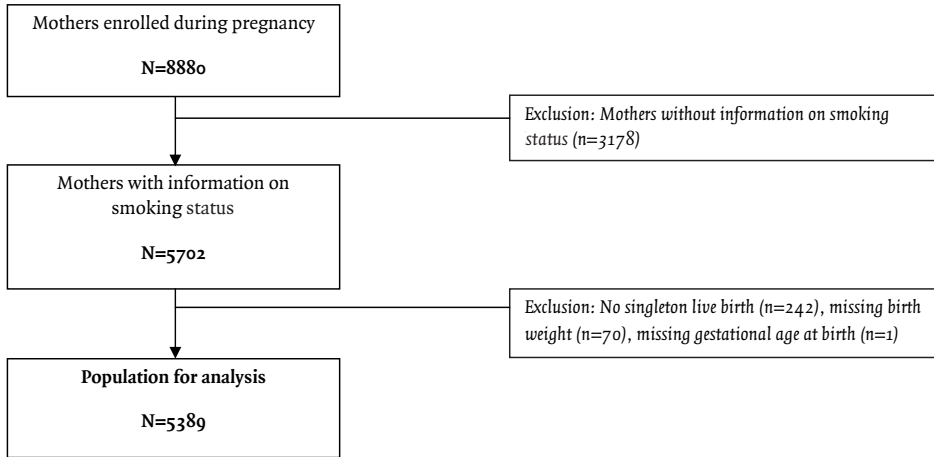 Mothers enrolled during pregnancy
N=8880
Exclusion: Mothers without information on smoking
status (n=3178)
Mothers with information on
smoking status
N=5702
Exclusion: No singleton live birth (n=242), missing birth
weight (n=70), missing gestational age at birth (n=1)
Population for analysis
N=5389